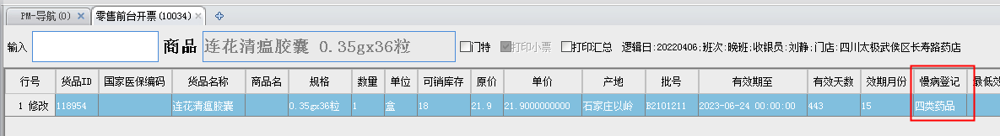 PM-导航(0) 零售前台开票(10034)
输入 商品 连花清瘟胶囊 0.35gx36粒 门特 打印小票 打印汇总 逻辑日:20220406;班次:晚班;收银员:刘静;门店:四川太极武侯区长寿路药店
行号 货品ID 国家医保编码 货品名称 商品名 规格 数量 单位 可销库存 原价 单价 产地 批号 有效期至 有效天数 效期月份 慢病登记 最低效
1 修改 118954 连花清瘟胶囊 0.35gx36粒 1 盒 18 21.9 21.9000000000 石家庄以岭 B2101211 2023-06-24 00:00:00 443 15 四类药品